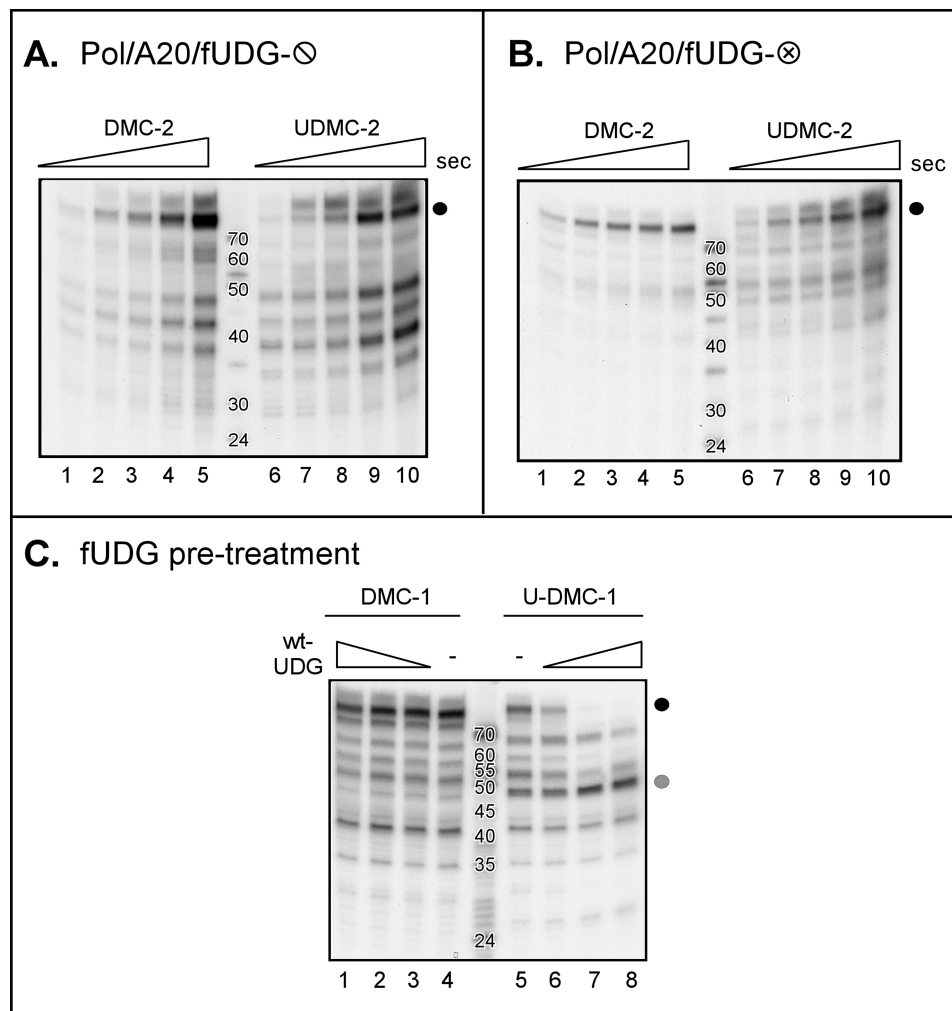 A. Pol/A20/fUDG-⦸
DMC-2 UDMC-2
sec
70
60
50
40
30
24
1 2 3 4 5 6 7 8 9 10
B. Pol/A20/fUDG-⊗
DMC-2 UDMC-2
sec
70
60
50
40
30
24
1 2 3 4 5 6 7 8 9 10
C. fUDG pre-treatment
DMC-1 U-DMC-1
wt-
UDG - -
70
60
55
50
45
40
35
24
1 2 3 4 5 6 7 8